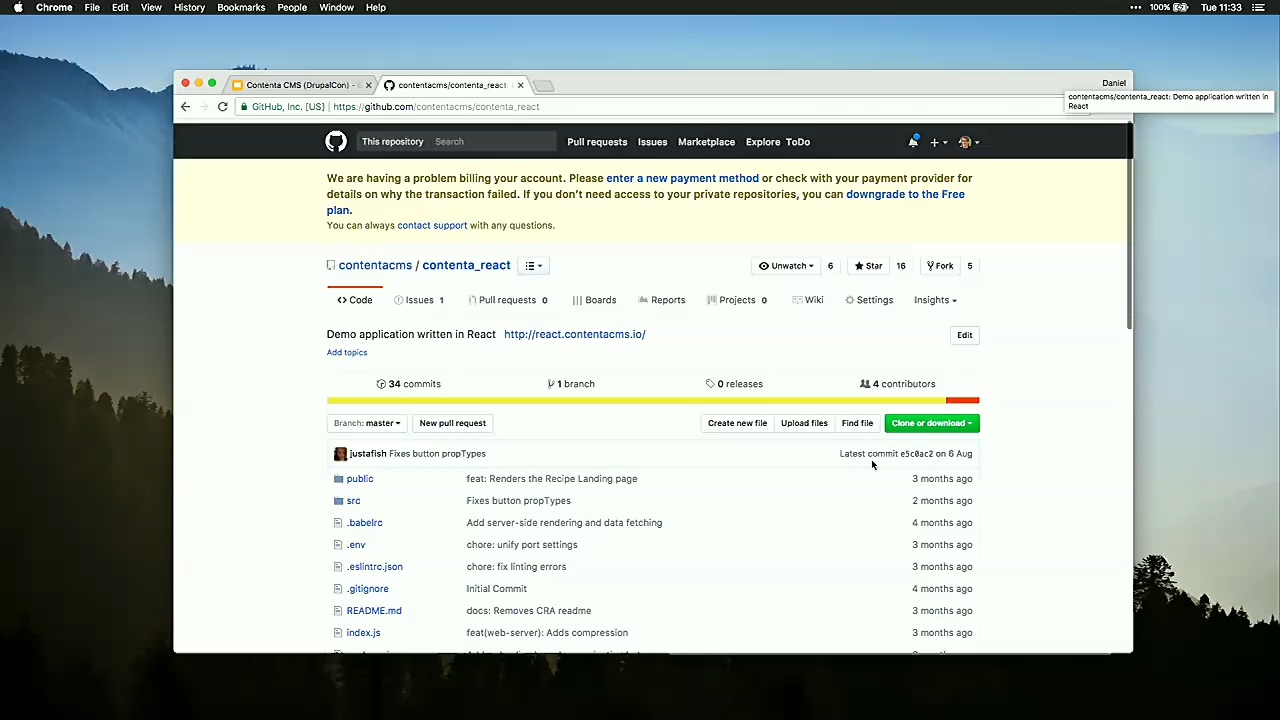 Chrome File Edit View History Bookmarks People Window Help
100% Tue 11:33
Contenta CMS (DrupalCon) -
contentacms/contenta_react:
Daniel
GitHub, Inc. [US] | https://github.com/contentacms/contenta_react
contentacms/contenta_react: Demo application written in
React
This repository Search Pull requests Issues Marketplace Explore ToDo
We are having a problem billing your account. Please enter a new payment method or check with your payment provider for
details on why the transaction failed. If you don't need access to your private repositories, you can downgrade to the Free
plan.
You can always contact support with any questions.
contentacms / contenta_react
Unwatch 6 Star 16 Fork 5
Code Issues 1 Pull requests 0 Boards Reports Projects 0 Wiki Settings Insights
Demo application written in React http://react.contentacms.io/
Edit
Add topics
34 commits 1 branch 0 releases 4 contributors
Branch: master New pull request Create new file Upload files Find file Clone or download
justafish Fixes button propTypes Latest commit e5c0ac2 on 6 Aug
public feat: Renders the Recipe Landing page 3 months ago
src Fixes button propTypes 2 months ago
.babelrc Add server-side rendering and data fetching 4 months ago
.env chore: unify port settings 3 months ago
.eslintrc.json chore: fix linting errors 3 months ago
.gitignore Initial Commit 4 months ago
README.md docs: Removes CRA readme 3 months ago
index.js feat(web-server): Adds compression 3 months ago